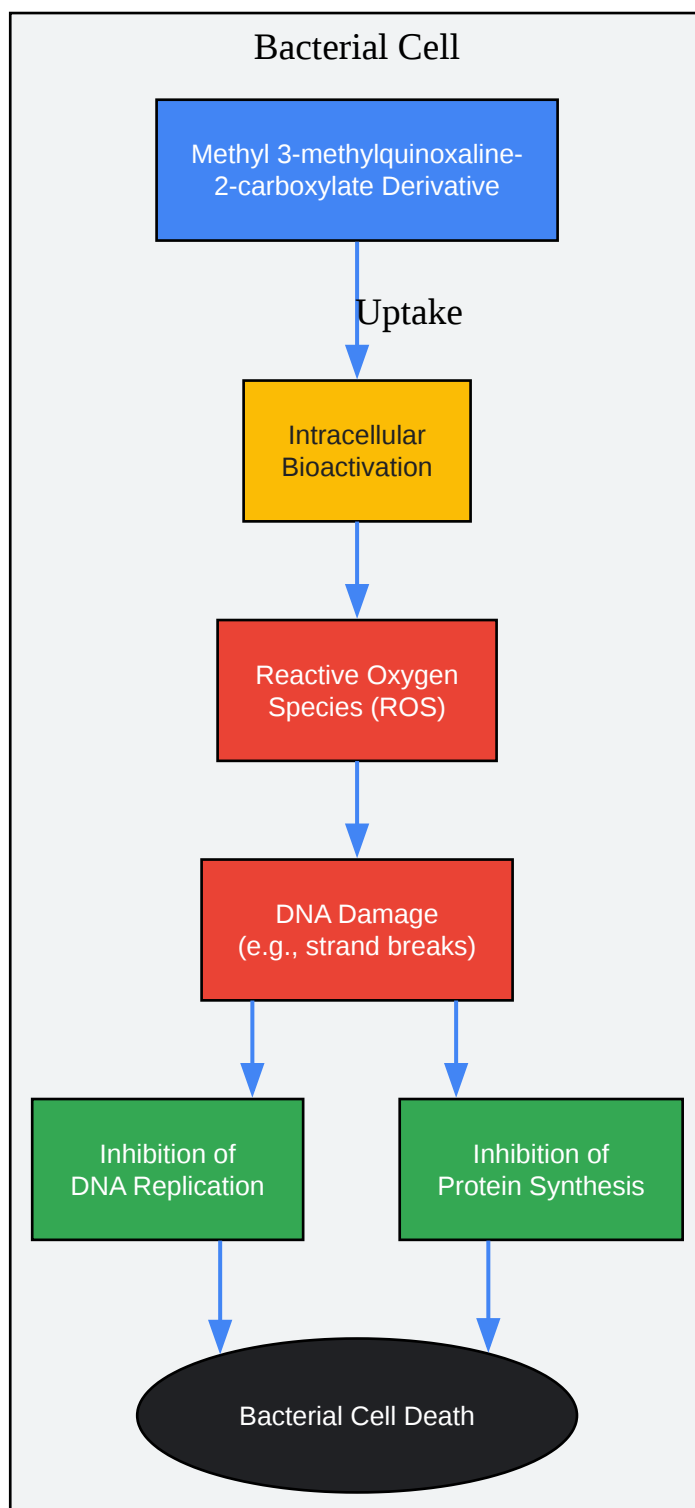 Bacterial Cell
Methyl 3-methylquinoxaline-
2-carboxylate Derivative
Uptake
Intracellular
Bioactivation
Reactive Oxygen
Species (ROS)
DNA Damage
(e.g., strand breaks)
Inhibition of
DNA Replication
Inhibition of
Protein Synthesis
Bacterial Cell Death